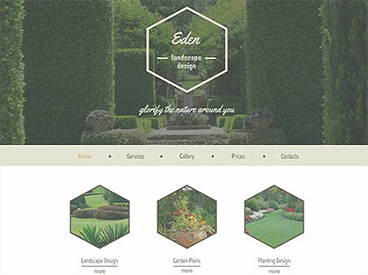 Eden
landscape
design
glorify the nature around you
Home • Services • Gallery • Prices • Contacts
Landscape Design Garden Plans Planting Design
more more more